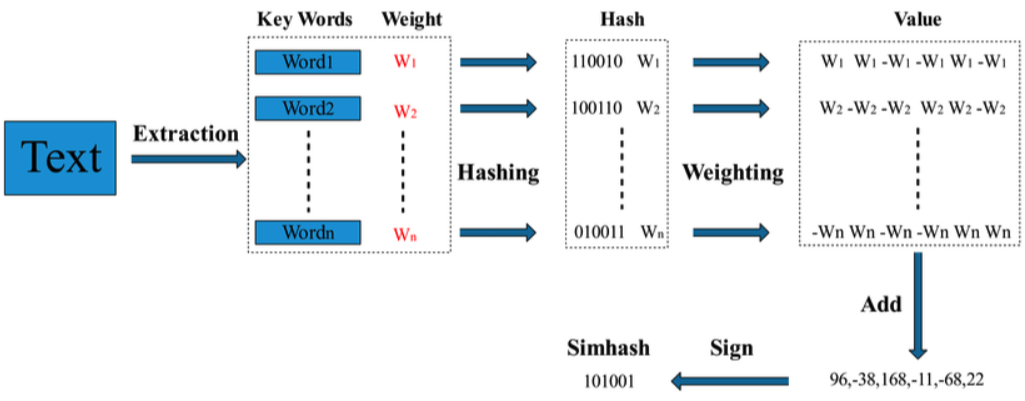 Key Words Weight Hash Value
Word1 W1 110010 W1 W1 W1 -W1 -W1 W1 -W1
Word2 W2 100110 W2 W2 -W2 -W2 W2 W2 -W2
Text Extraction
Hashing Weighting
Wordn Wn 010011 Wn -Wn Wn -Wn -Wn Wn Wn
Add
Simhash Sign
101001 96,-38,168,-11,-68,22